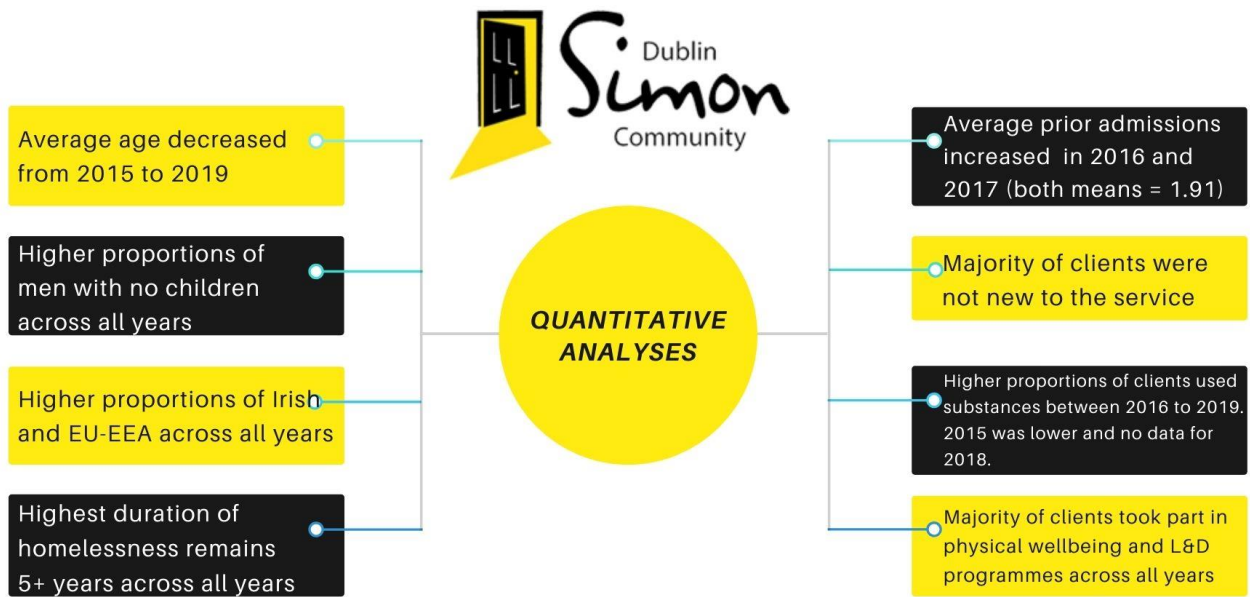 Dublin
Simon
Community
Average age decreased
from 2015 to 2019
Higher proportions of
men with no children
across all years
Higher proportions of Irish
and EU-EEA across all years
Highest duration of
homelessness remains
5+ years across all years
QUANTITATIVE
ANALYSES
Average prior admissions
increased in 2016 and
2017 (both means = 1.91)
Majority of clients were
not new to the service
Higher proportions of clients used
substances between 2016 to 2019.
2015 was lower and no data for
2018.
Majority of clients took part in
physical wellbeing and L&D
programmes across all years